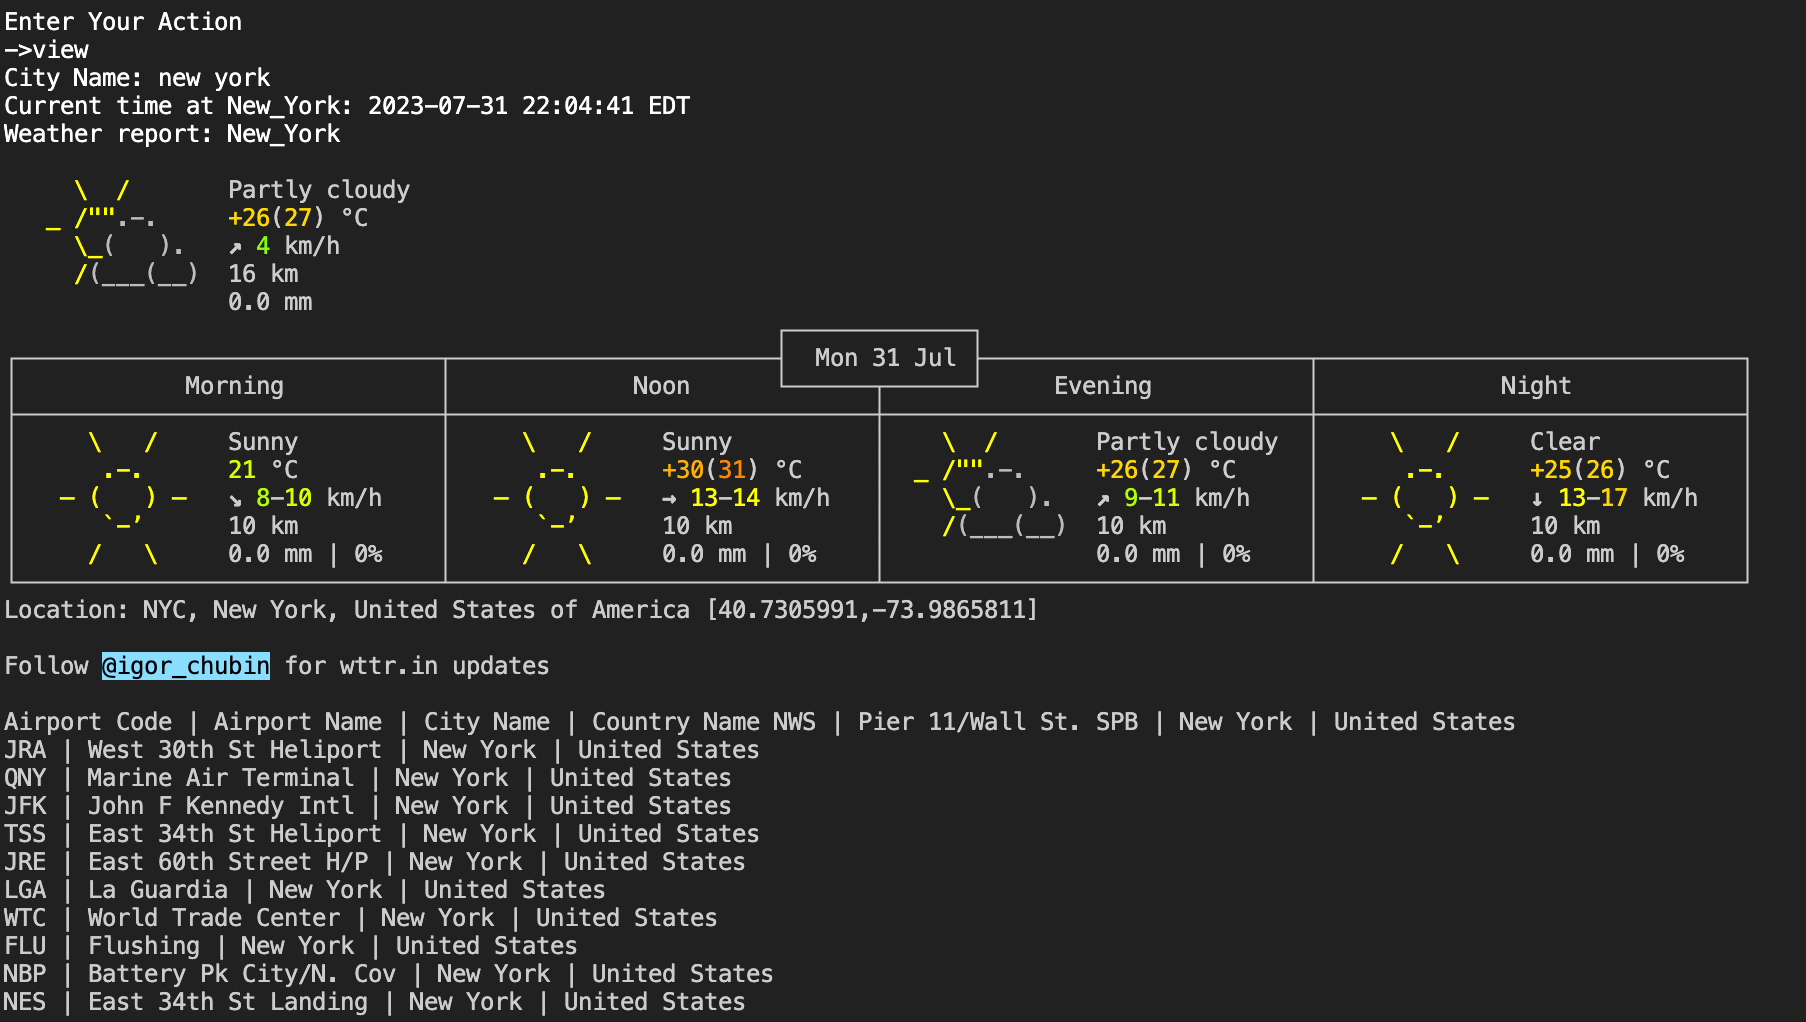 Enter Your Action
->view
City Name: new york
Current time at New_York: 2023-07-31 22:04:41 EDT
Weather report: New_York
Partly cloudy
+26(27) °C
↗ 4 km/h
16 km
0.0 mm
Mon 31 Jul
Morning Noon Evening Night
Sunny Sunny Partly cloudy Clear
21 °C +30(31) °C +26(27) °C +25(26) °C
↘ 8-10 km/h → 13-14 km/h ↗ 9-11 km/h ↓ 13-17 km/h
10 km 10 km 10 km 10 km
0.0 mm | 0% 0.0 mm | 0% 0.0 mm | 0% 0.0 mm | 0%
Location: NYC, New York, United States of America [40.7305991,-73.9865811]
Follow @igor_chubin for wttr.in updates
Airport Code | Airport Name | City Name | Country Name NWS | Pier 11/Wall St. SPB | New York | United States
JRA | West 30th St Heliport | New York | United States
QNY | Marine Air Terminal | New York | United States
JFK | John F Kennedy Intl | New York | United States
TSS | East 34th St Heliport | New York | United States
JRE | East 60th Street H/P | New York | United States
LGA | La Guardia | New York | United States
WTC | World Trade Center | New York | United States
FLU | Flushing | New York | United States
NBP | Battery Pk City/N. Cov | New York | United States
NES | East 34th St Landing | New York | United States